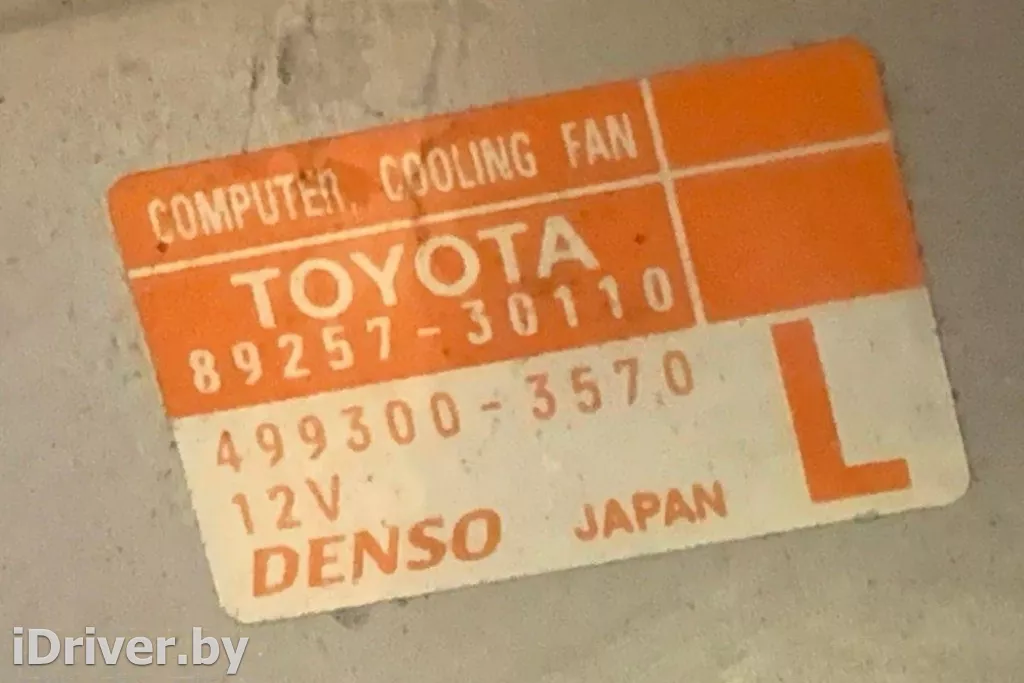 COMPUTER, COOLING FAN
TOYOTA
89257-30110
499300-3570
12V
DENSO JAPAN
L
iDriver.by